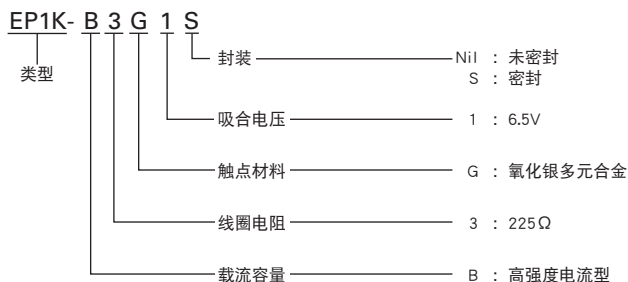 EP1K- B 3 G 1 S
类型
封装 Nil : 未密封
S : 密封
吸合电压 1 : 6.5V
触点材料 G : 氧化银多元合金
线圈电阻 3 : 225Ω
载流容量 B : 高强度电流型